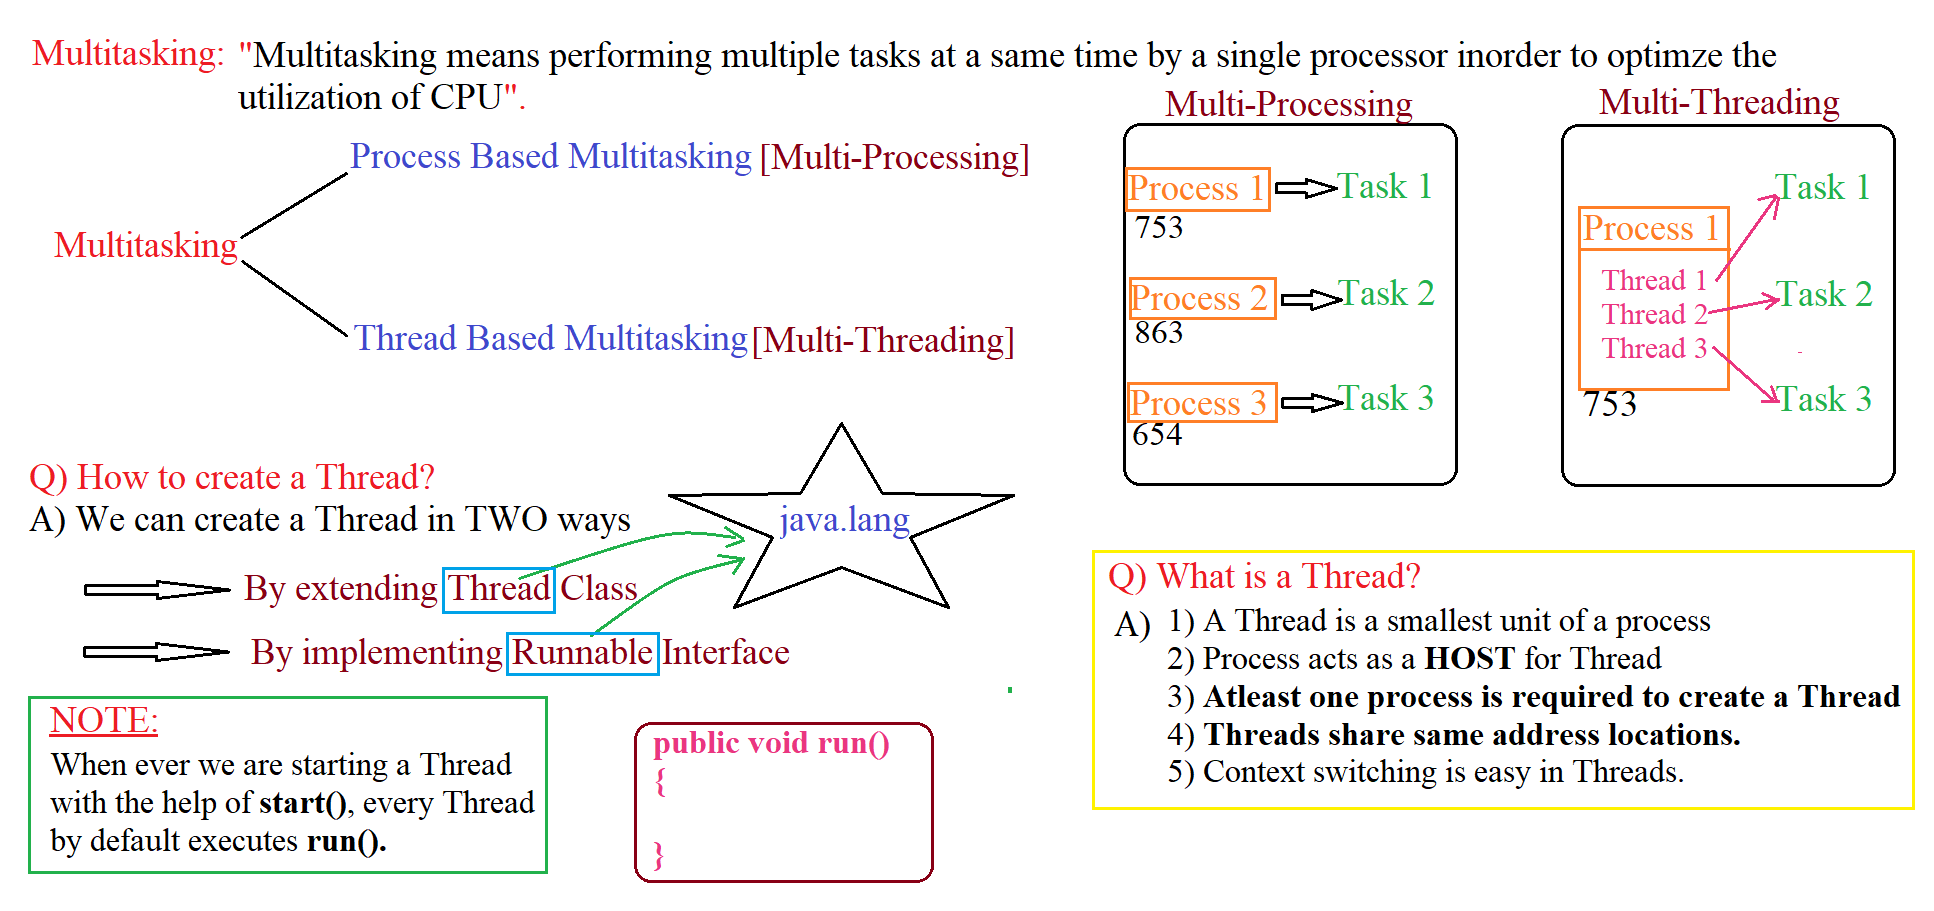 Multitasking: "Multitasking means performing multiple tasks at a same time by a single processor inorder to optimze the
utilization of CPU".
Process Based Multitasking [Multi-Processing]
Multitasking
Thread Based Multitasking [Multi-Threading]
Multi-Processing
Process 1 Task 1
753
Process 2 Task 2
863
Process 3 Task 3
654
Multi-Threading
Task 1
Process 1
Thread 1
Task 2
Thread 2
Thread 3
Task 3
753
Q) How to create a Thread?
A) We can create a Thread in TWO ways
java.lang
By extending Thread Class
By implementing Runnable Interface
NOTE:
When ever we are starting a Thread
with the help of start(), every Thread
by default executes run().
public void run()
{
}
Q) What is a Thread?
A) 1) A Thread is a smallest unit of a process
2) Process acts as a HOST for Thread
3) Atleast one process is required to create a Thread
4) Threads share same address locations.
5) Context switching is easy in Threads.